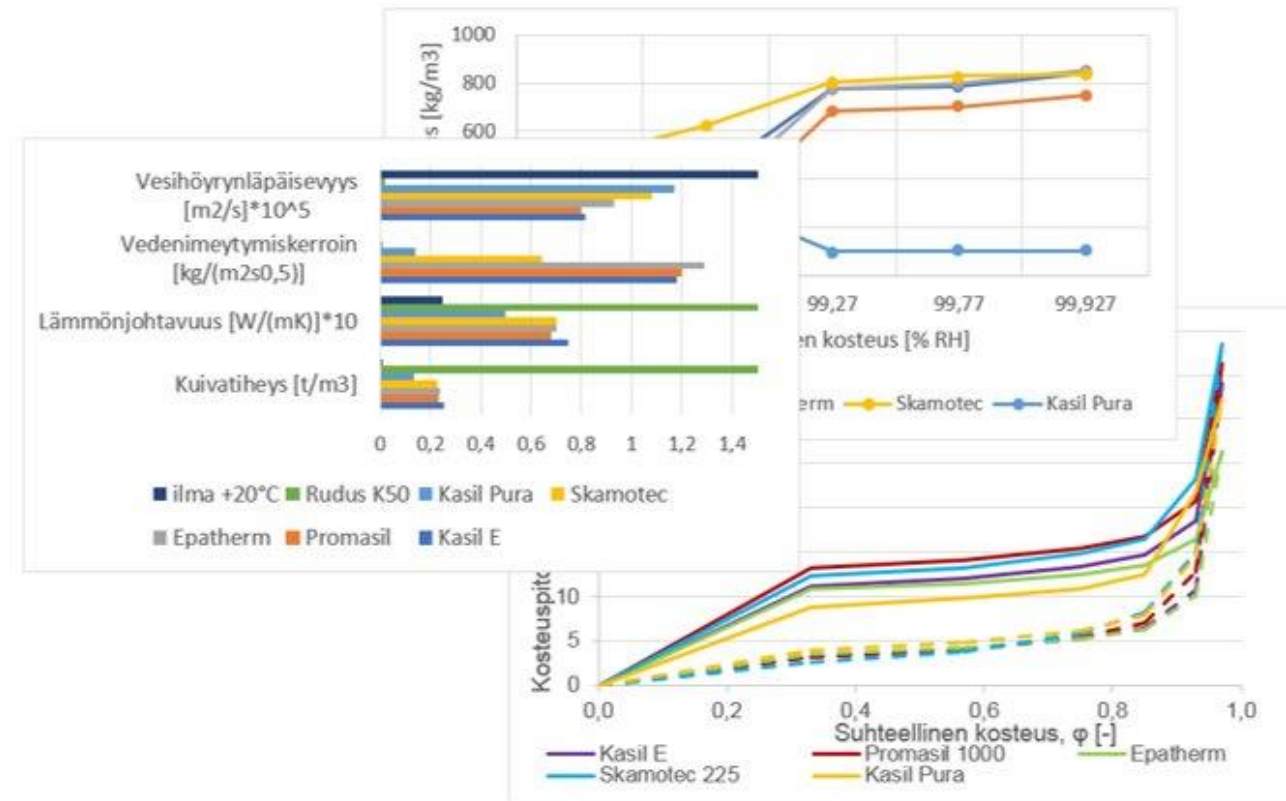 1000
800
600
s [kg/m3]
99,27 99,77 99,927
en kosteus [% RH]
erm Skamotec Kasil Pura
Vesihöyrynläpäisevyys
[m2/s]*10^5
Vedenimeytymiskerroin
[kg/(m2s0,5)]
Lämmönjohtavuus [W/(mK)]*10
Kuivatiheys [t/m3]
0 0,2 0,4 0,6 0,8 1 1,2 1,4
ilma +20°C Rudus K50 Kasil Pura Skamotec
Epatherm Promasil Kasil E
Kosteuspito
10
5
0
0,0 0,2 0,4 0,6 0,8 1,0
Suhteellinen kosteus, φ [-]
Kasil E Promasil 1000 Epatherm
Skamotec 225 Kasil Pura